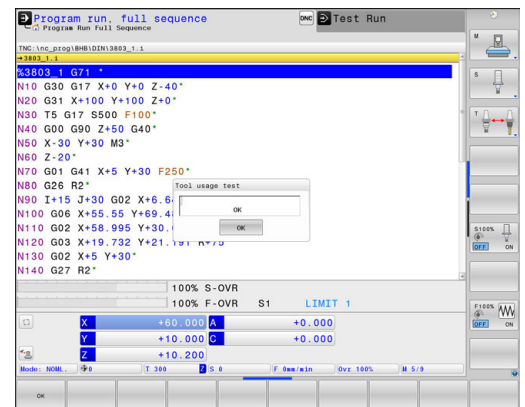 Program run, full sequence
Program Run Full Sequence
DNC
Test Run
TNC:\nc_prog\BHB\DIN\3803_1.i
→3803_1.i
%3803_1 G71 *
N10 G30 G17 X+0 Y+0 Z-40*
N20 G31 X+100 Y+100 Z+0*
N30 T5 G17 S500 F100*
N40 G00 G90 Z+50 G40*
N50 X-30 Y+30 M3*
N60 Z-20*
N70 G01 G41 X+5 Y+30 F250*
N80 G26 R2*
N90 I+15 J+30 G02 X+6.6
N100 G06 X+55.55 Y+69.4
N110 G02 X+58.995 Y+30.
N120 G03 X+19.732 Y+21.191 R+75
N130 G02 X+5 Y+30*
N140 G27 R2*
Tool usage test
OK
OK
100% S-OVR
100% F-OVR S1 LIMIT 1
X +60.000 A +0.000
Y +10.000 C +0.000
Z +10.200
Mode: NOML. 0 T 300 Z S 0 F 0mm/min Ovr 100% M 5/9
OK
M
S
T
S100%
OFF ON
F100%
OFF ON